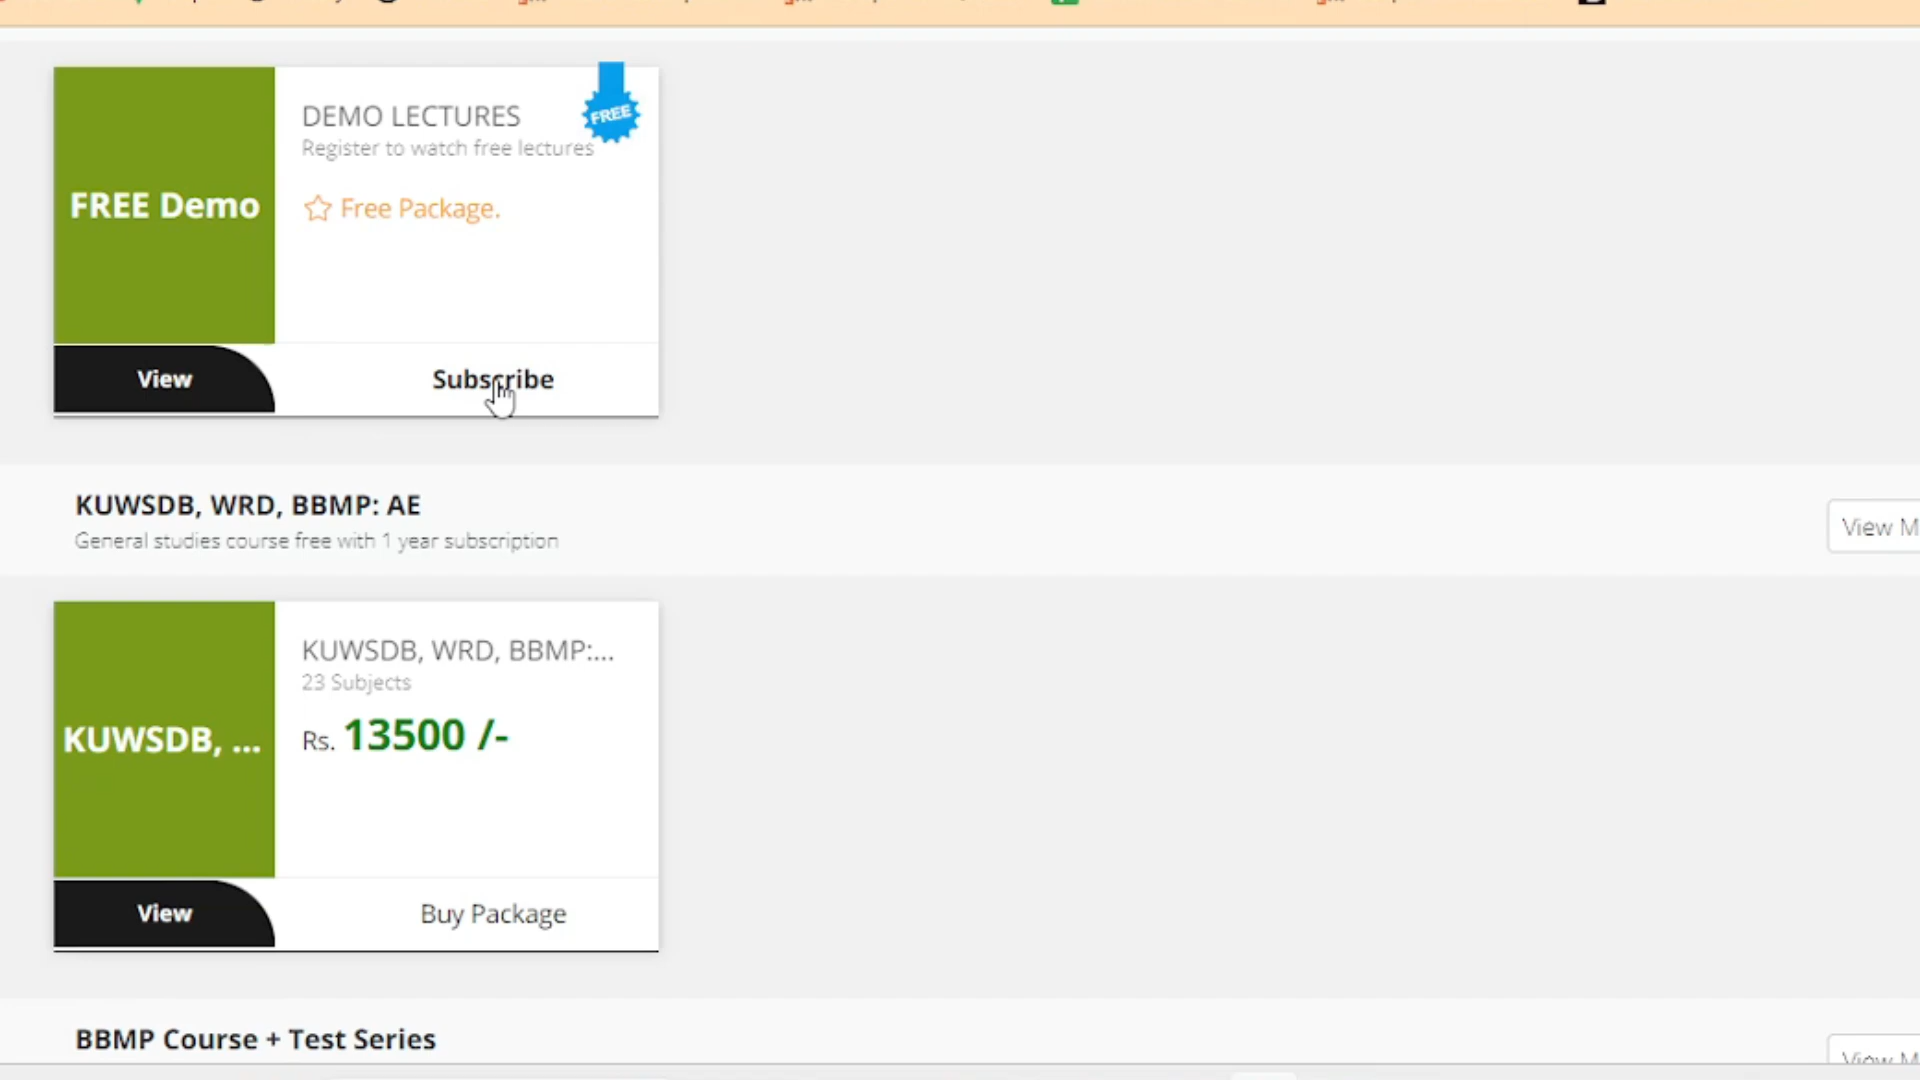 DEMO LECTURES
FREE
Register to watch free lectures
FREE Demo
Free Package.
View
Subscribe
KUWSDB, WRD, BBMP: AE
General studies course free with 1 year subscription
View M
KUWSDB, WRD, BBMP:...
23 Subjects
KUWSDB, ...
Rs. 13500 /-
View
Buy Package
BBMP Course + Test Series
View M